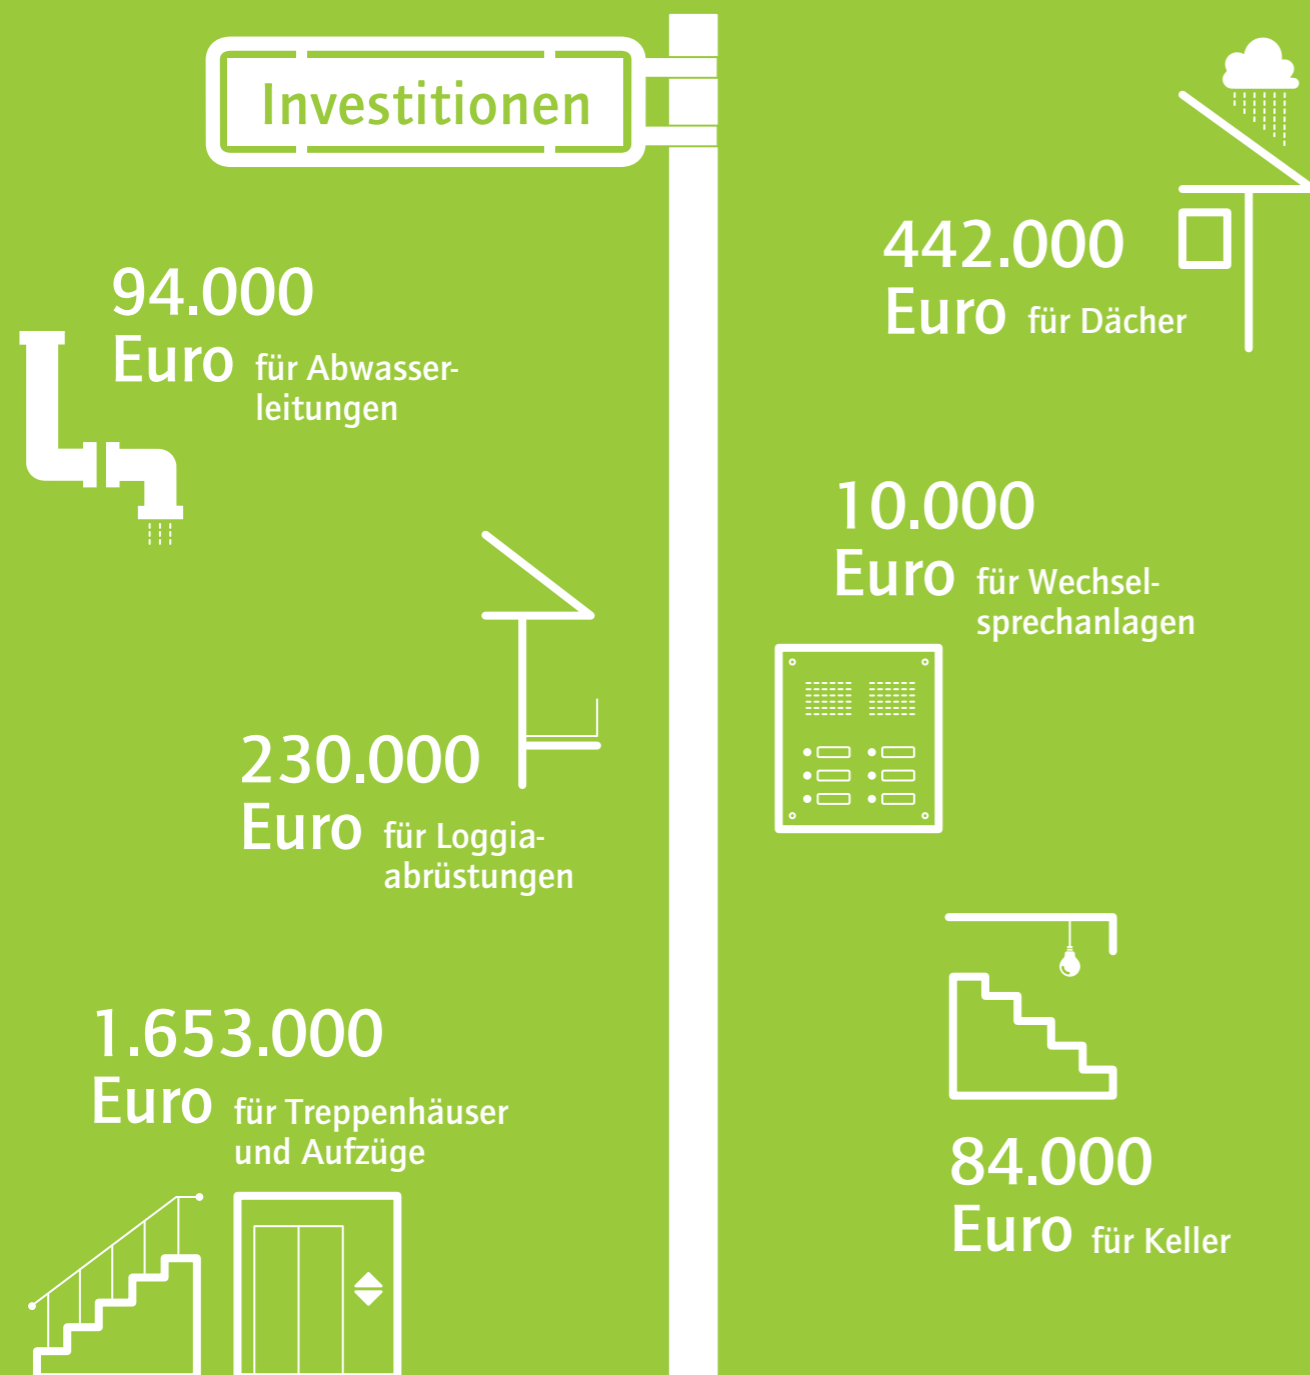 Investitionen
94.000
Euro für Abwasser-
leitungen
230.000
Euro für Loggia-
abrüstungen
1.653.000
Euro für Treppenhäuser
und Aufzüge
442.000
Euro für Dächer
10.000
Euro für Wechsel-
sprechanlagen
84.000
Euro für Keller